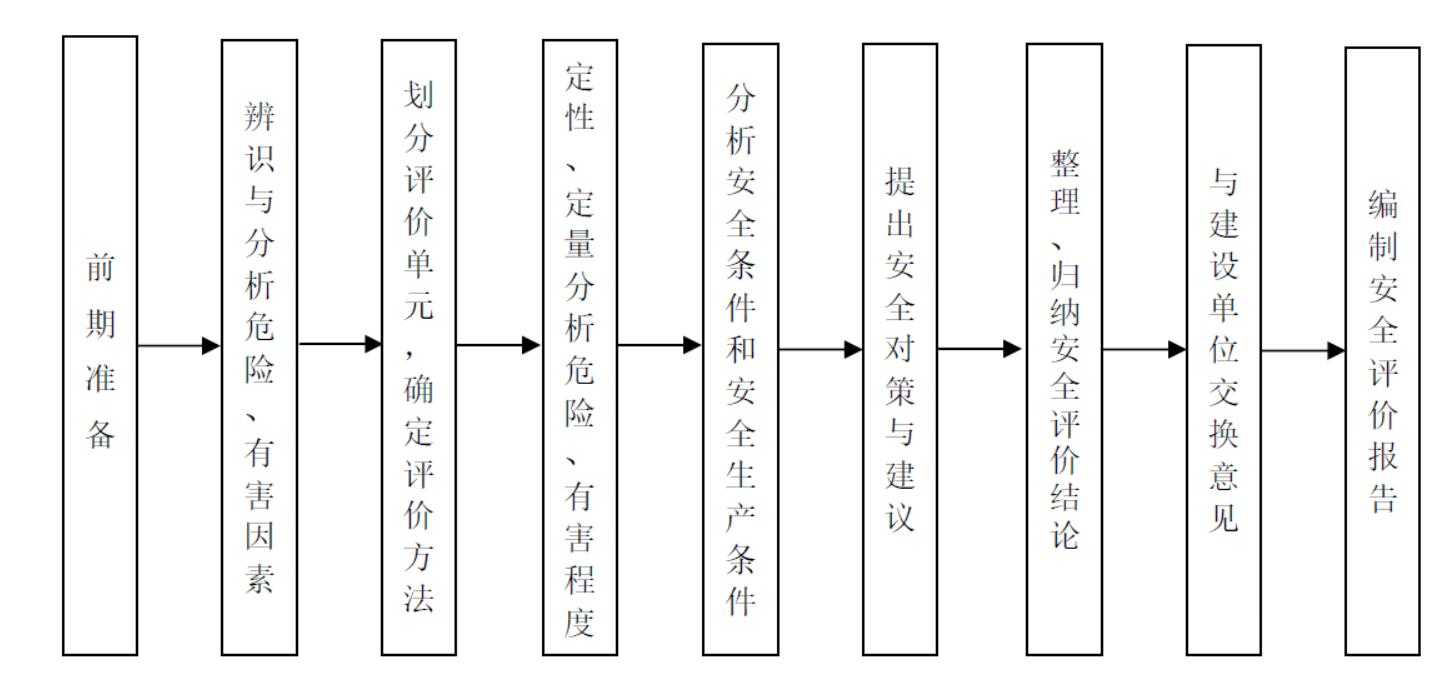 前期准备
辨识与分析危险、有害因素
划分评价单元，确定评价方法
定性、定量分析危险、有害程度
分析安全条件和安全生产条件
提出安全对策与建议
整理、归纳安全评价结论
与建设单位交换意见
编制安全评价报告